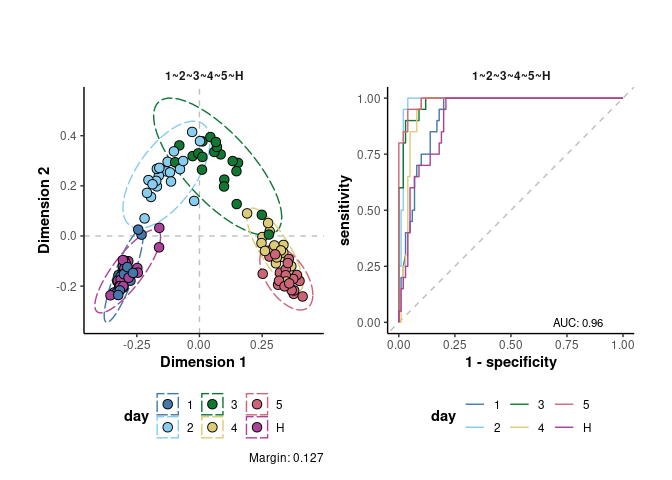 1~2~3~4~5~H
Dimension 2
0.4
0.2
0.0
-0.2
-0.25
0.00
0.25
Dimension 1
day
1
3
5
2
4
H
Margin: 0.127
1~2~3~4~5~H
sensitivity
1.00
0.75
0.50
0.25
0.00
AUC: 0.96
0.00
0.25
0.50
0.75
1.00
1 - specificity
day
1
3
5
2
4
H